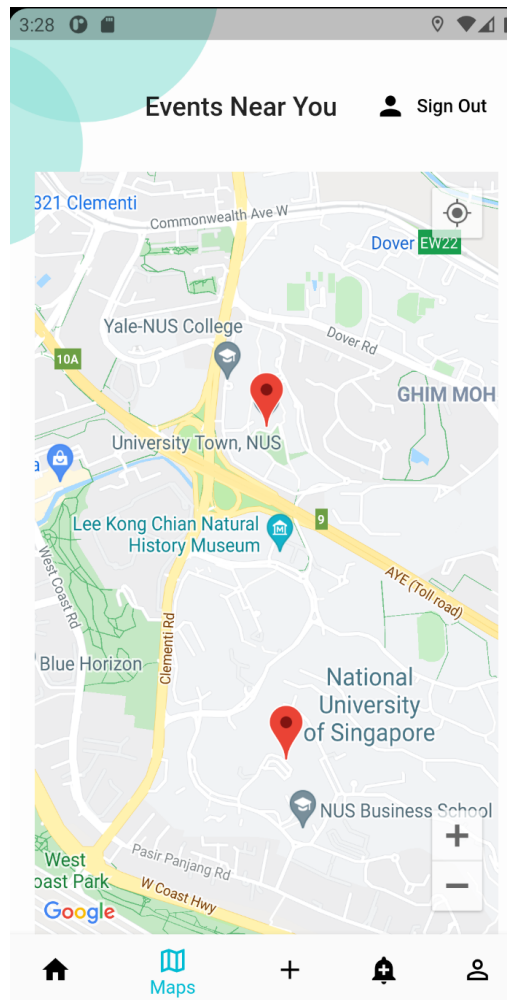 3:28
Events Near You
Sign Out
321 Clementi
Commonwealth Ave W
Dover EW22
Yale-NUS College
Dover Rd
10A
GHIM MOH
University Town, NUS
a
Lee Kong Chian Natural
History Museum
9
West Coast Rd
AYE (Toll road)
Clementi Rd
Blue Horizon
National
University
of Singapore
NUS Business School
Pasir Panjang Rd
West
oast Park
W Coast Hwy
Google
Maps